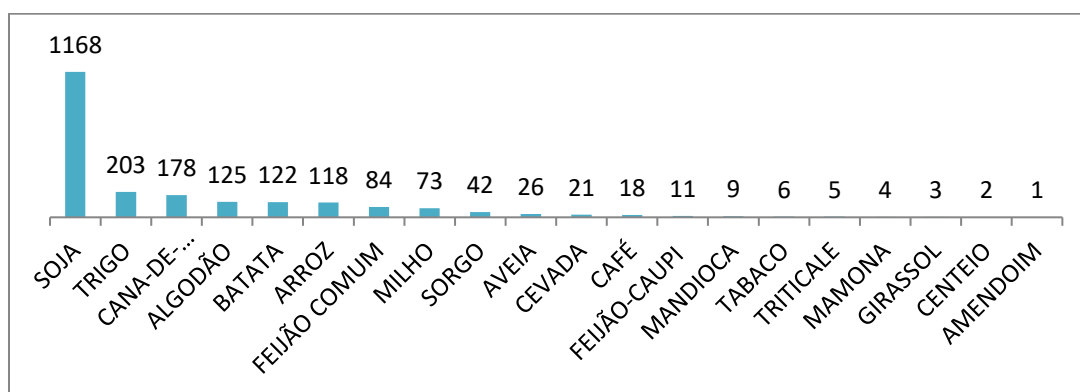 1168
203 178 125 122 118 84 73 42 26 21 18 11 9 6 5 4 3 2 1
SOJA
TRIGO
CANA-DE-...
ALGODÃO
BATATA
ARROZ
FEIJÃO COMUM
MILHO
SORGO
AVEIA
CEVADA
CAFÉ
FEIJÃO-CAUPI
MANDIOCA
TABACO
TRITICALE
MAMONA
GIRASSOL
CENTEIO
AMENDOIM